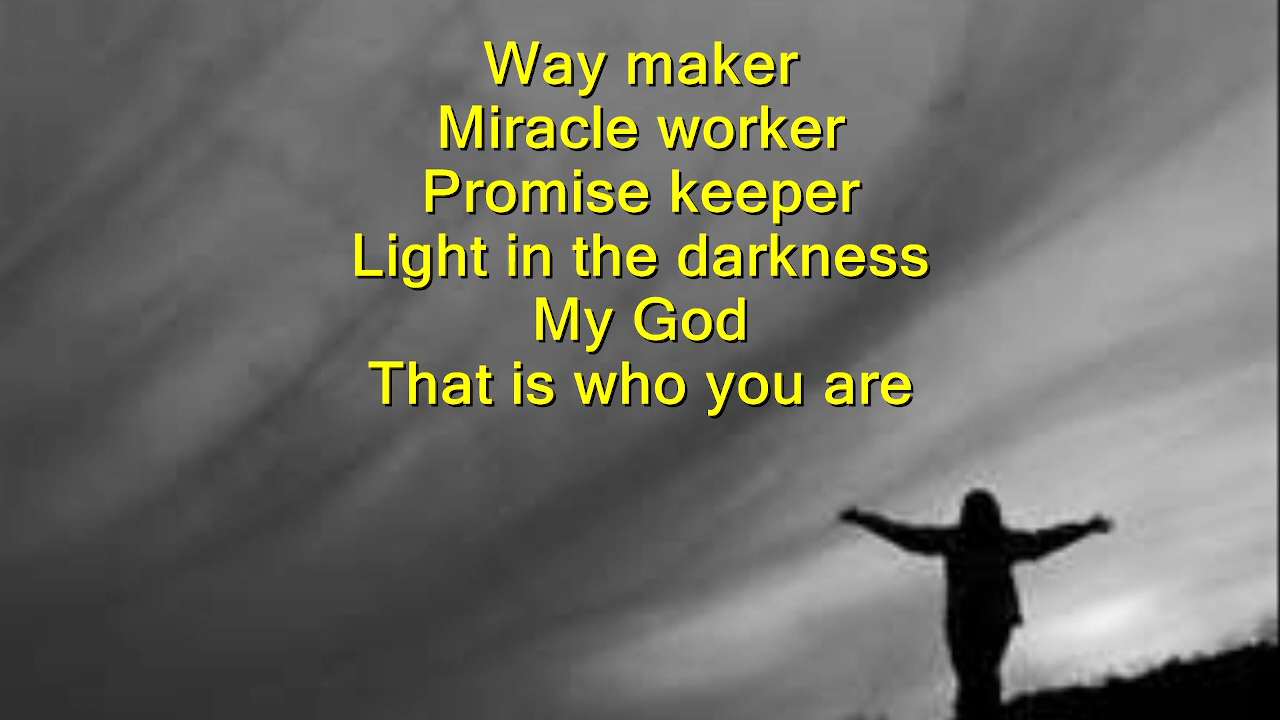 Way maker
Miracle worker
Promise keeper
Light in the darkness
My God
That is who you are